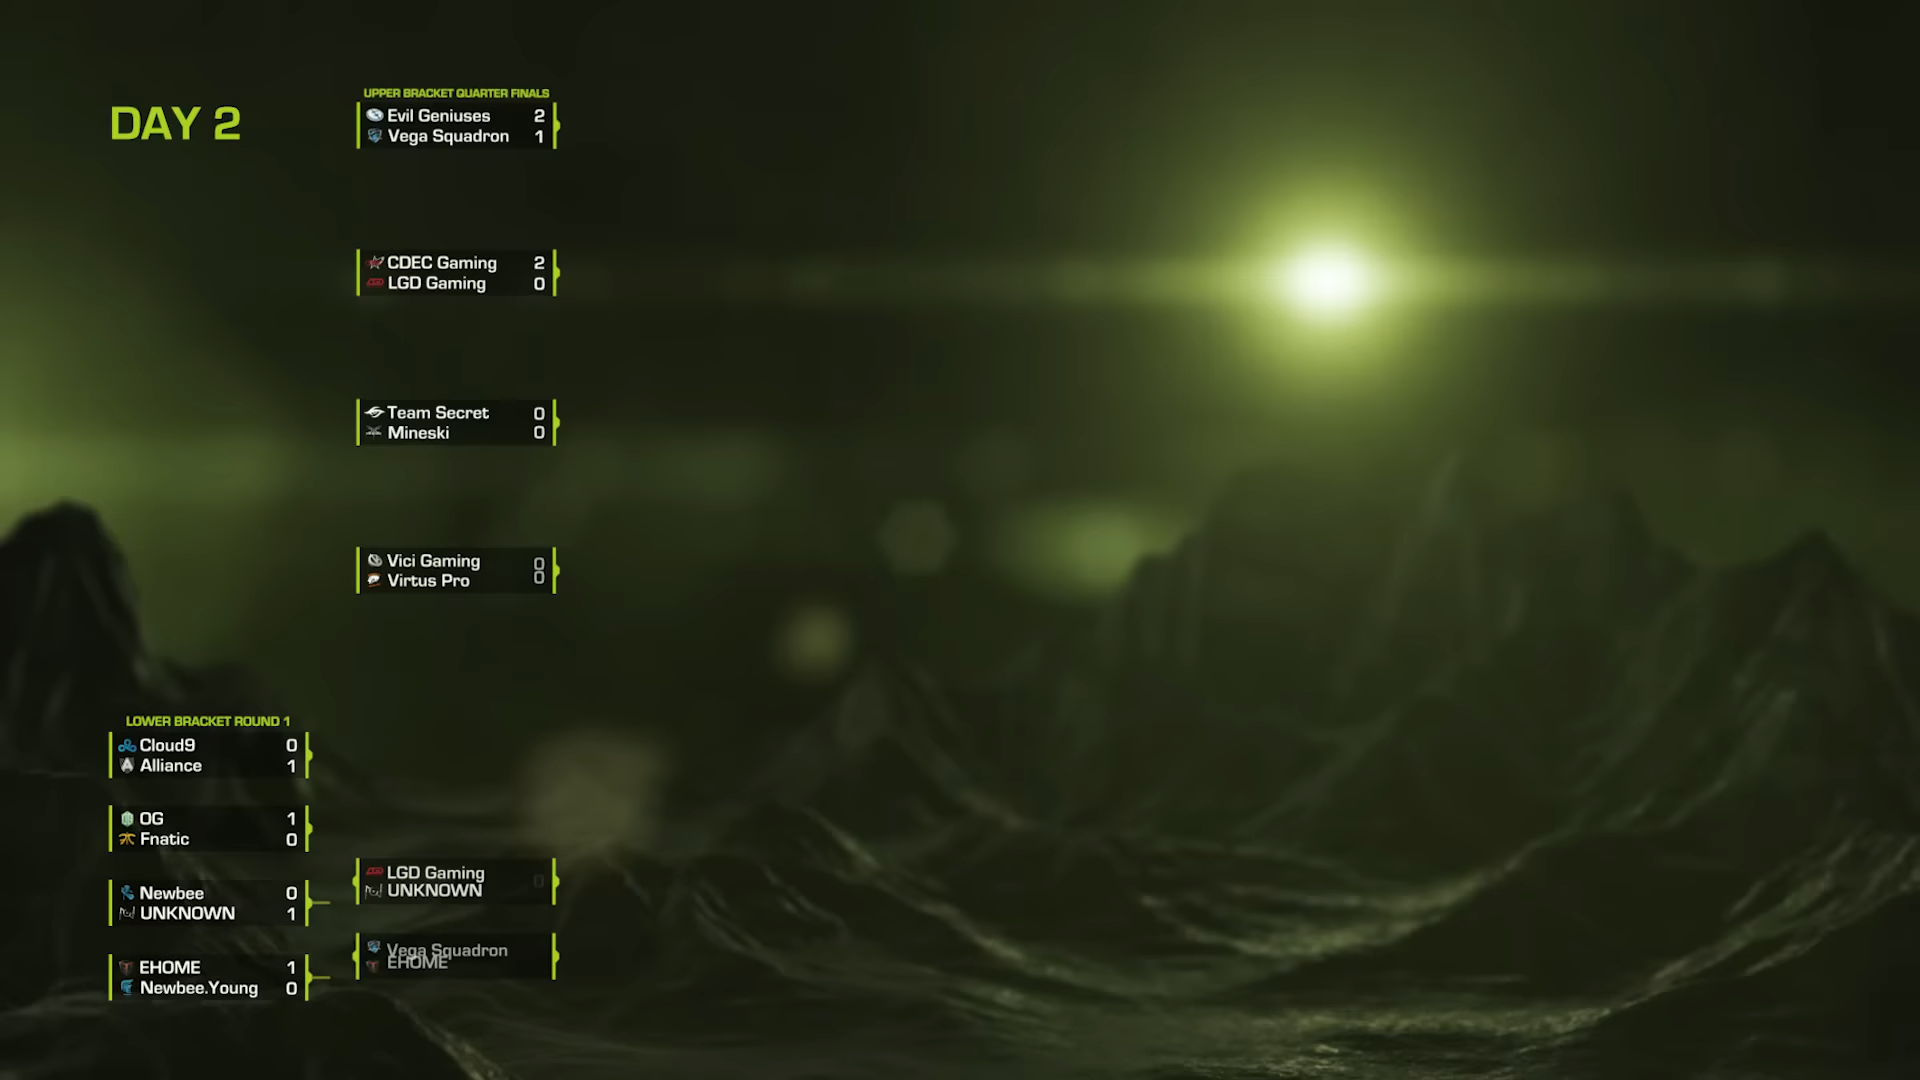 DAY 2
UPPER BRACKET QUARTER FINALS
Evil Geniuses 2
Vega Squadron 1
CDEC Gaming 2
LGD Gaming 0
Team Secret 0
Mineski 0
Vici Gaming 0
Virtus Pro 0
LOWER BRACKET ROUND 1
Cloud9 0
Alliance 1
OG 1
Fnatic 0
Newbee 0
UNKNOWN 1
EHOME 1
Newbee.Young 0
LGD Gaming 0
UNKNOWN
Vega Squadron
EHOME